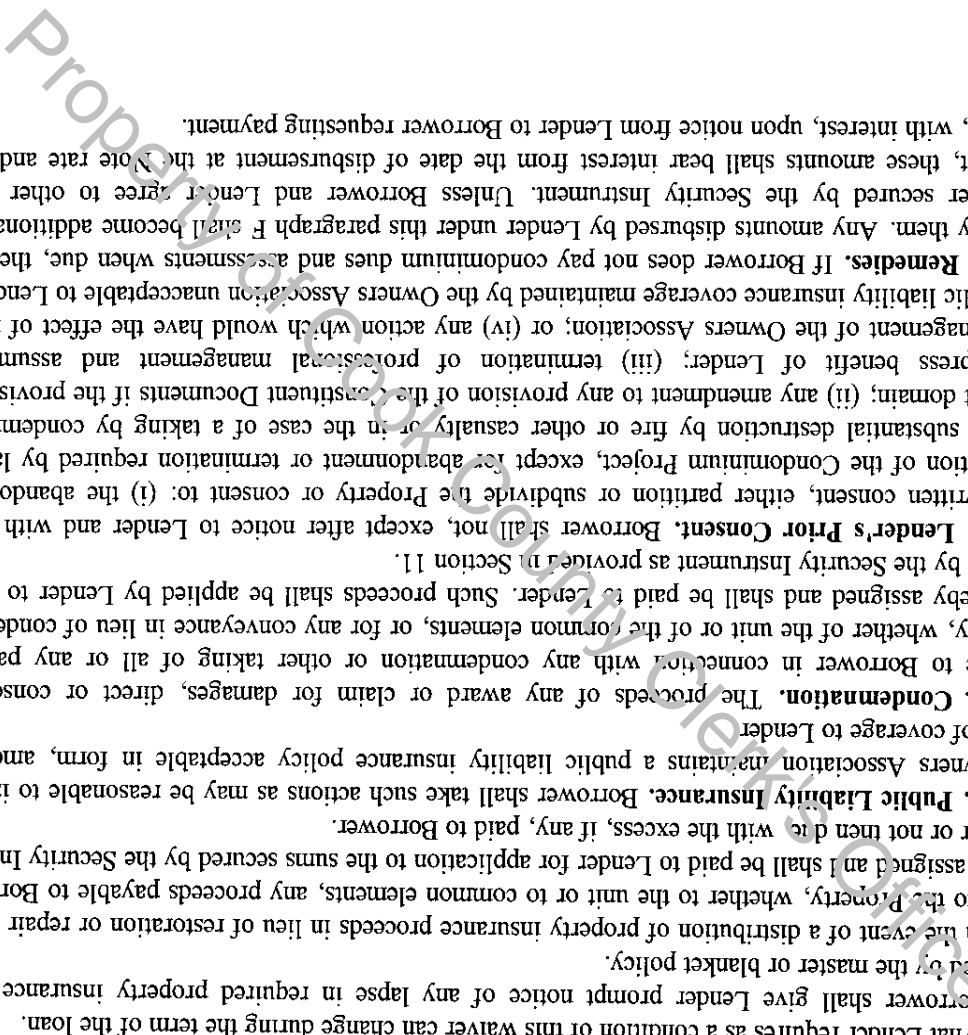 hat Lender requires as a condition of this waiver can change during the term of the loan.
orrower shall give Lender prompt notice of any lapse in required property insurance
ed by the master or blanket policy.
n the event of a distribution of property insurance proceeds in lieu of restoration or repair
o the Property, whether to the unit or to common elements, any proceeds payable to Bor
assigned and shall be paid to Lender for application to the sums secured by the Security In
r or not then due with the excess, if any, paid to Borrower.
. Public Liability Insurance. Borrower shall take such actions as may be reasonable to i
wners Association maintains a public liability insurance policy acceptable in form, amo
of coverage to Lender
. Condemnation. The proceeds of any award or claim for damages, direct or conse
e to Borrower in connection with any condemnation or other taking of all or any pa
y, whether of the unit or of the common elements, or for any conveyance in lieu of conde
eby assigned and shall be paid to Lender. Such proceeds shall be applied by Lender to
by the Security Instrument as provided in Section 11.
Lender's Prior Consent. Borrower shall not, except after notice to Lender and with
ritten consent, either partition or subdivide the Property or consent to: (i) the abando
tion of the Condominium Project, except for abandonment or termination required by la
substantial destruction by fire or other casualty or in the case of a taking by condem
t domain; (ii) any amendment to any provision of the Constituent Documents if the provis
press benefit of Lender; (iii) termination of professional management and assum
nagement of the Owners Association; or (iv) any action which would have the effect of
lic liability insurance coverage maintained by the Owners Association unacceptable to Lend
Remedies. If Borrower does not pay condominium dues and assessments when due, the
y them. Any amounts disbursed by Lender under this paragraph F shall become additiona
er secured by the Security Instrument. Unless Borrower and Lender agree to other
t, these amounts shall bear interest from the date of disbursement at the Note rate and
, with interest, upon notice from Lender to Borrower requesting payment.
Property of Cook County Clerk's Office